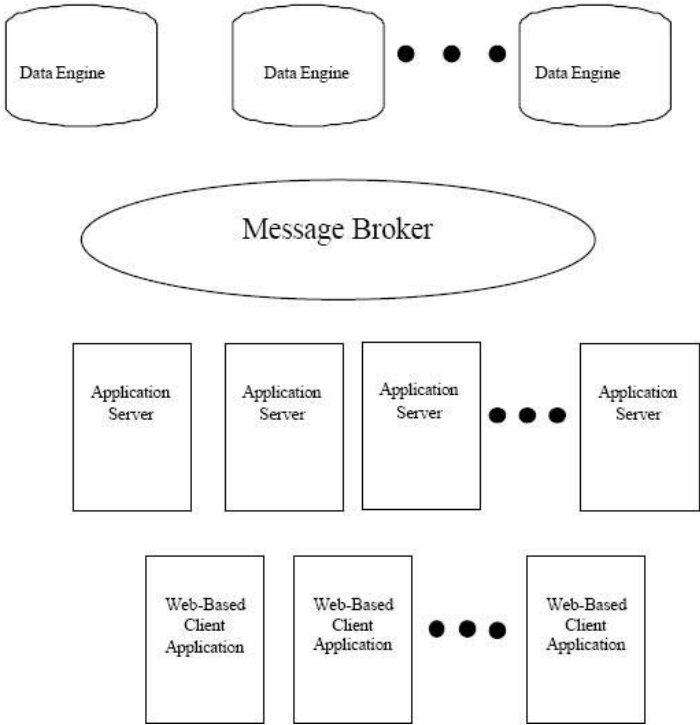 Data Engine
Data Engine
Data Engine
Message Broker
Application
Server
Application
Server
Application
Server
Application
Server
Web-Based
Client
Application
Web-Based
Client
Application
Web-Based
Client
Application